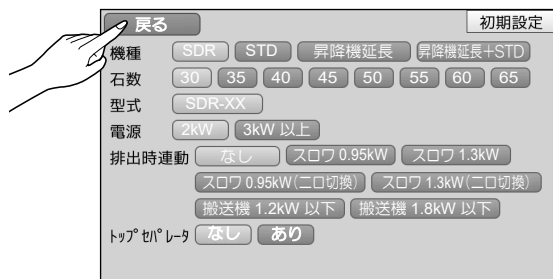 戻る 初期設定
機種 SDR STD 昇降機延長 昇降機延長+STD
石数 30 35 40 45 50 55 60 65
型式 SDR-XX
電源 2kW 3kW 以上
排出時連動 なし スロワ 0.95kW スロワ 1.3kW
スロワ 0.95kW(二口切換) スロワ 1.3kW(二口切換)
搬送機 1.2kW 以下 搬送機 1.8kW 以下
トップセパレータ なし あり